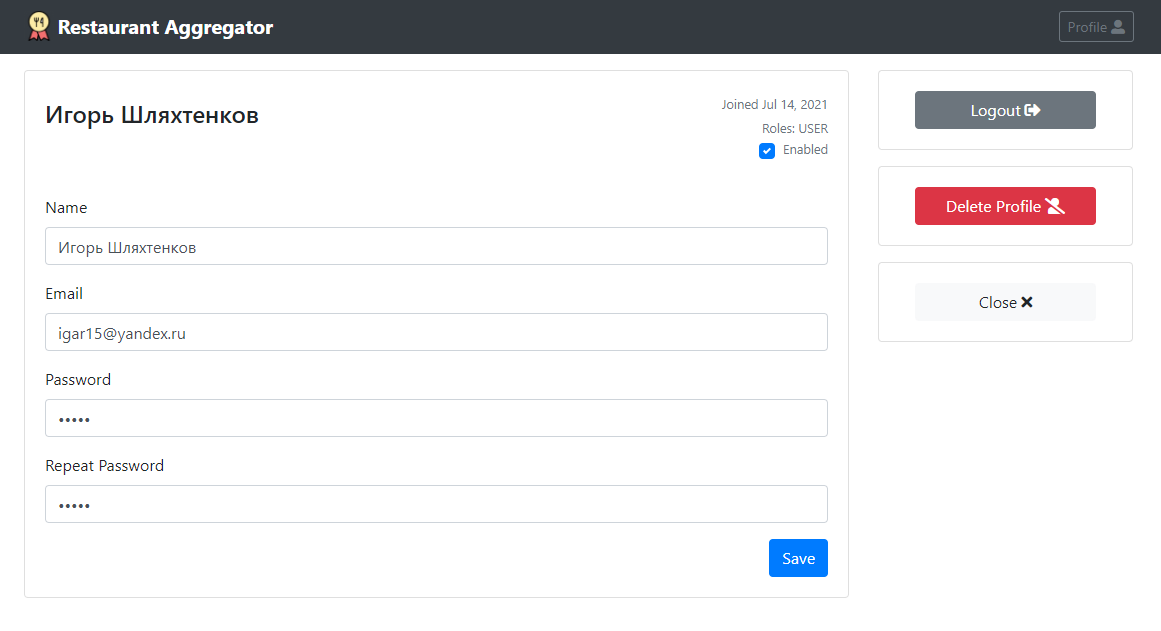 Restaurant Aggregator
Profile
Игорь Шляхтенков
Joined Jul 14, 2021
Roles: USER
Enabled
Name
Игорь Шляхтенков
Email
igar15@yandex.ru
Password
•••••
Repeat Password
•••••
Save
Logout
Delete Profile
Close